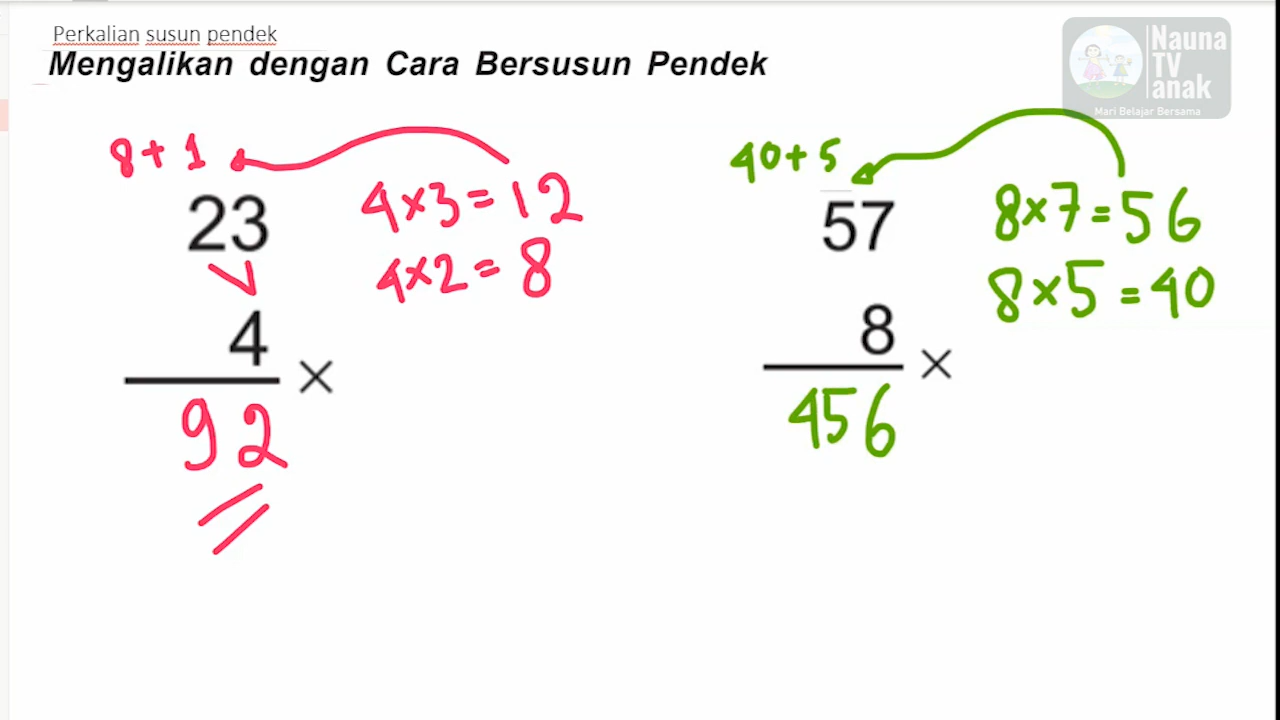 Perkalian susun pendek
Mengalikan dengan Cara Bersusun Pendek
Nauna
TV
anak
Mari Belajar Bersama
8+1
23
4
×
92
4×3=12
4×2=8
40+5
57
8
×
456
8×7=56
8×5=40